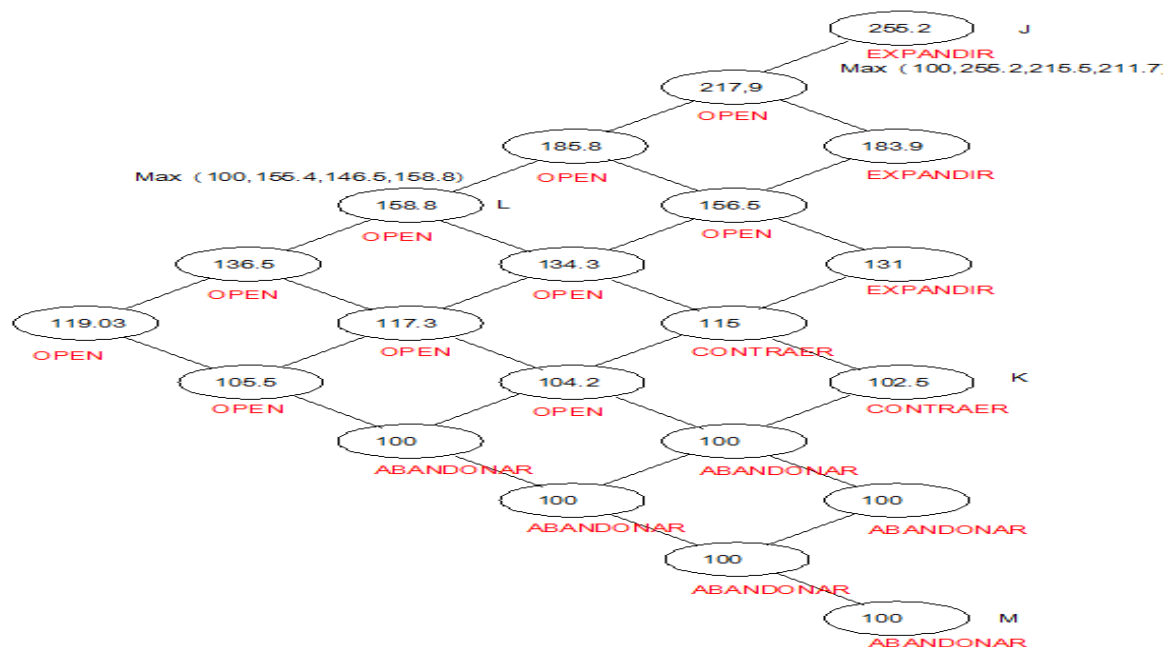 255.2 J
EXPANDIR
Max (100,255.2,215.5,211.7)
217,9
OPEN
185.8 183.9
OPEN EXPANDIR
Max (100,155.4,146.5,158.8)
158.8 L 156.5
OPEN OPEN
136.5 134.3 131
OPEN OPEN EXPANDIR
119.03 117.3 115
OPEN OPEN CONTRAER
105.5 104.2 102.5 K
OPEN OPEN CONTRAER
100 100
ABANDONAR ABANDONAR
100 100
ABANDONAR ABANDONAR
100
ABANDONAR
100 M
ABANDONAR